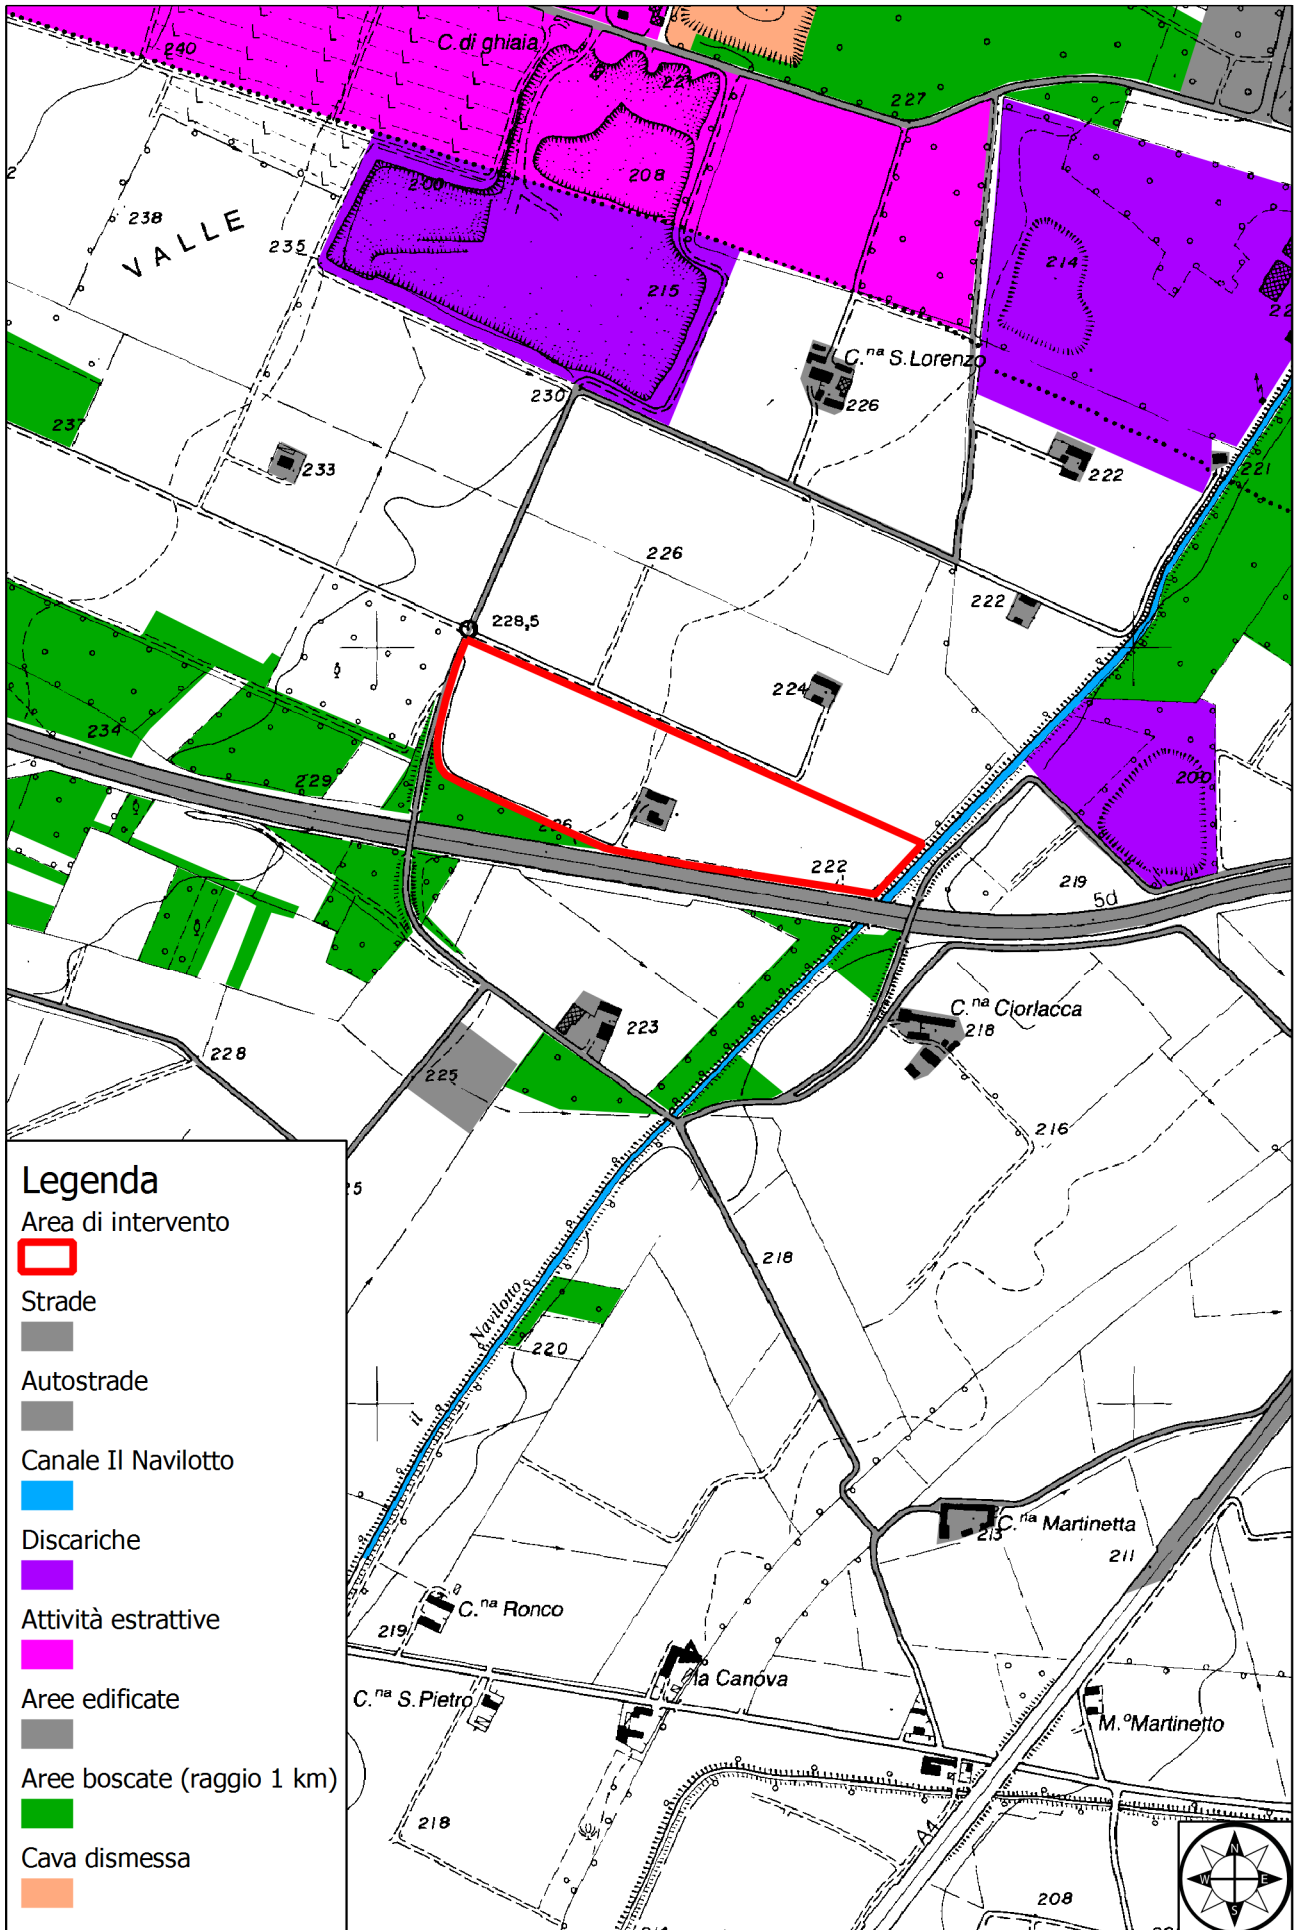 C. di ghiaia
240
221
227
208
200
238
VALLE
235
214
215
C.na S. Lorenzo
230
226
237
233
222
221
226
222
228,5
224
234
229
226
222
200
219
5d
C.na Ciorlacca
218
223
228
225
216
Legenda
Area di intervento
Strade
Autostrade
Canale Il Navilotto
Discariche
Attività estrattive
Aree edificate
Aree boscate (raggio 1 km)
Cava dismessa
218
il Navilotto
220
C.na Martinetta
213
211
C.na Ronco
219
la Canova
C.na S. Pietro
M.o Martinetto
218
A4
208
N
W
E
S